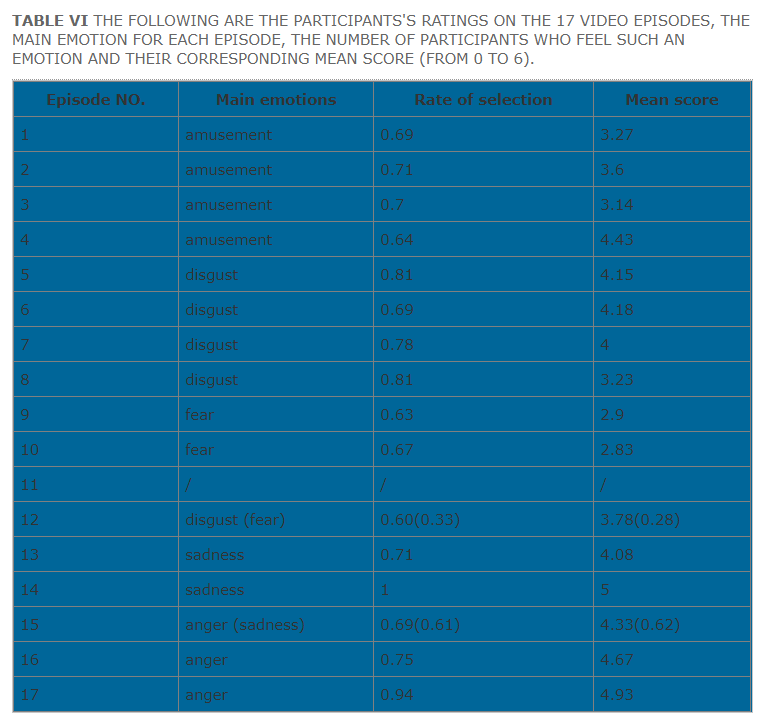 TABLE VI THE FOLLOWING ARE THE PARTICIPANTS'S RATINGS ON THE 17 VIDEO EPISODES, THE
MAIN EMOTION FOR EACH EPISODE, THE NUMBER OF PARTICIPANTS WHO FEEL SUCH AN
EMOTION AND THEIR CORRESPONDING MEAN SCORE (FROM 0 TO 6).
Episode NO. Main emotions Rate of selection Mean score
1 amusement 0.69 3.27
2 amusement 0.71 3.6
3 amusement 0.7 3.14
4 amusement 0.64 4.43
5 disgust 0.81 4.15
6 disgust 0.69 4.18
7 disgust 0.78 4
8 disgust 0.81 3.23
9 fear 0.63 2.9
10 fear 0.67 2.83
11 / / /
12 disgust (fear) 0.60(0.33) 3.78(0.28)
13 sadness 0.71 4.08
14 sadness 1 5
15 anger (sadness) 0.69(0.61) 4.33(0.62)
16 anger 0.75 4.67
17 anger 0.94 4.93